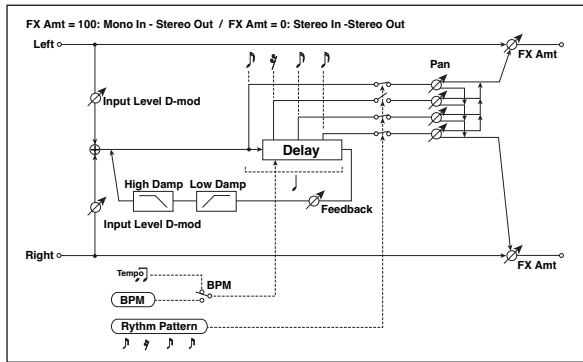 FX Amt = 100: Mono In - Stereo Out / FX Amt = 0: Stereo In -Stereo Out
Left
FX Amt
Pan
Input Level D-mod
Delay
High Damp
Low Damp
Feedback
Input Level D-mod
Right
FX Amt
Tempo
BPM
BPM
Rythm Pattern